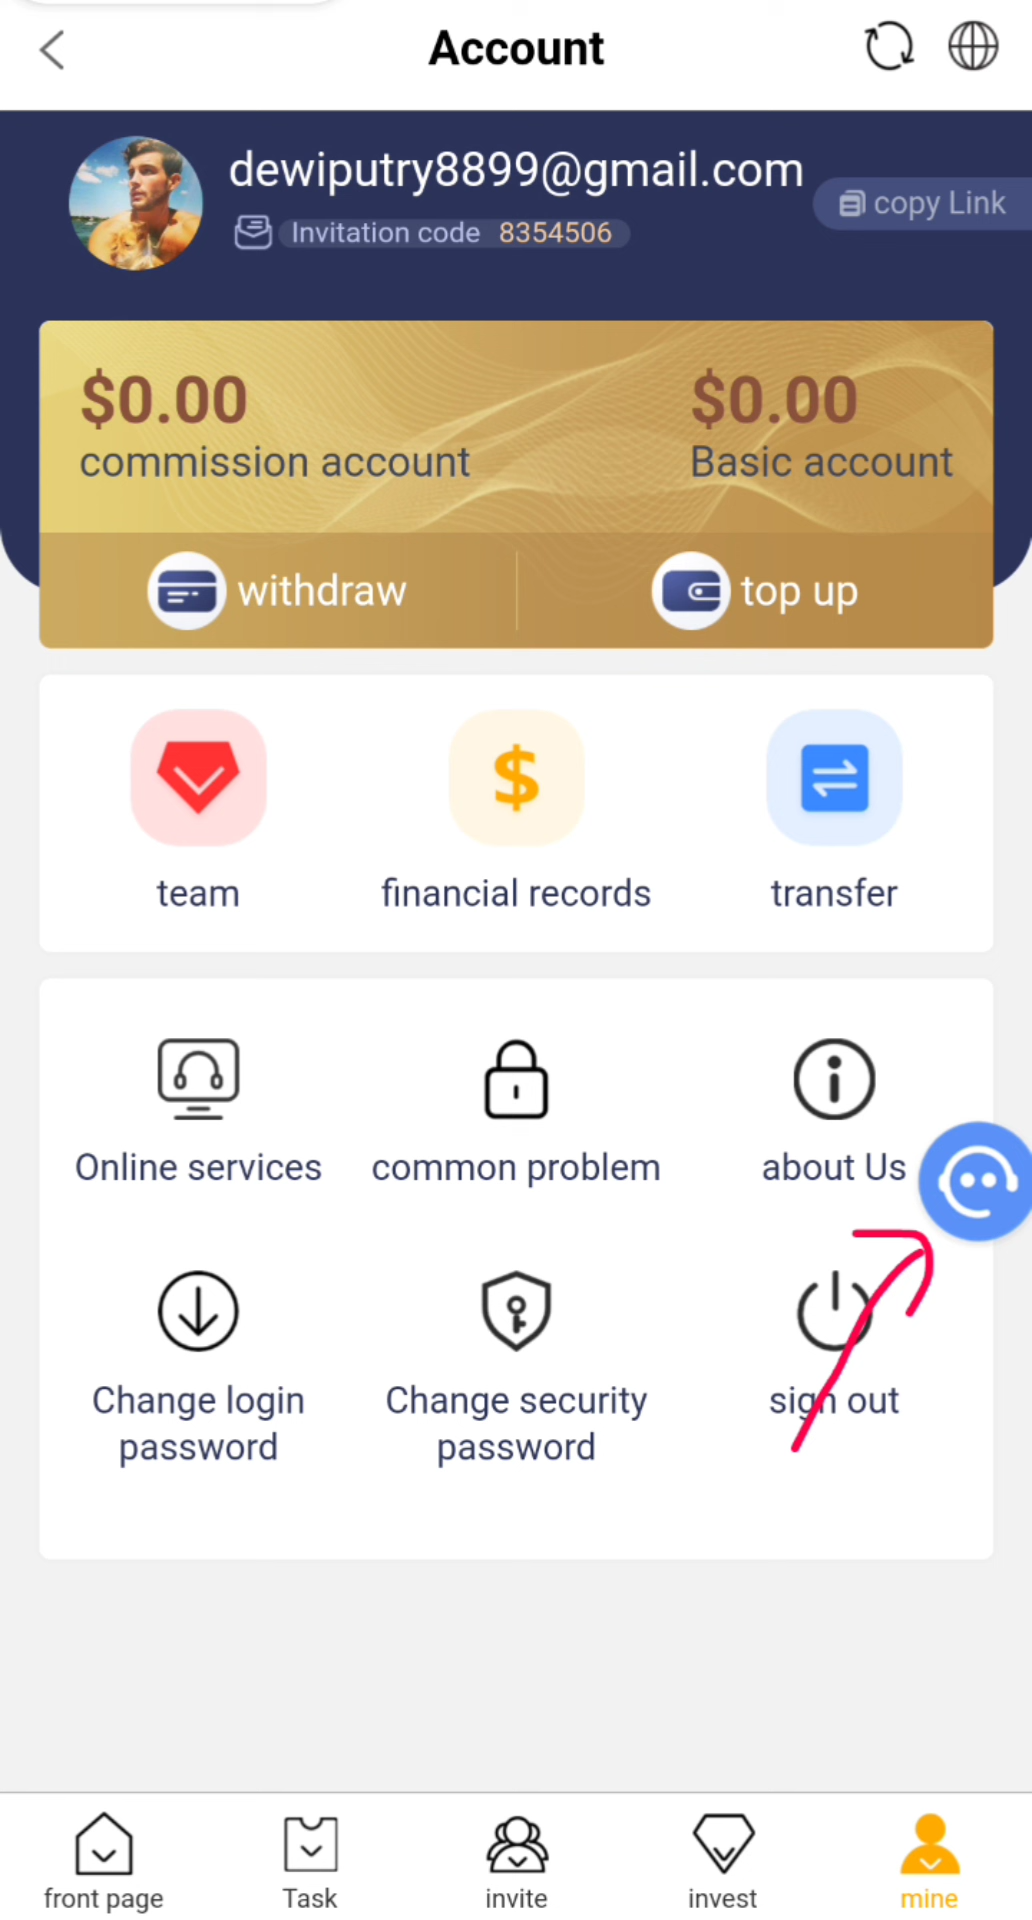 Account
dewiputry8899@gmail.com
Invitation code 8354506
copy Link
$0.00
commission account
$0.00
Basic account
withdraw
top up
team
financial records
transfer
Online services
common problem
about Us
Change login
password
Change security
password
sign out
front page
Task
invite
invest
mine